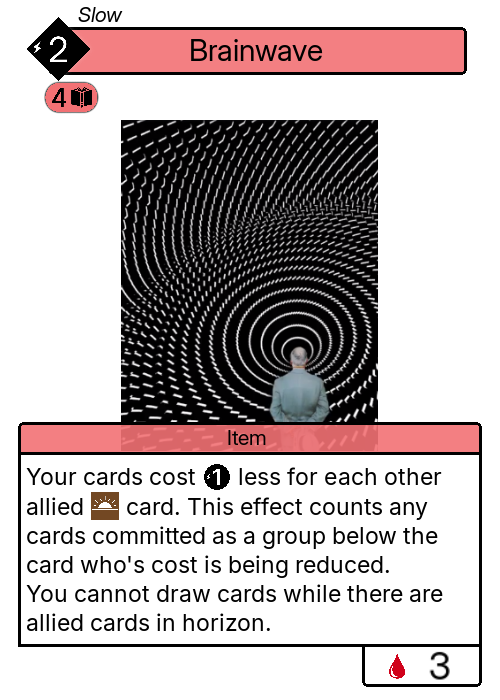 Slow
2
Brainwave
4
Item
Your cards cost 1 less for each other
allied card. This effect counts any
cards committed as a group below the
card who's cost is being reduced.
You cannot draw cards while there are
allied cards in horizon.
3